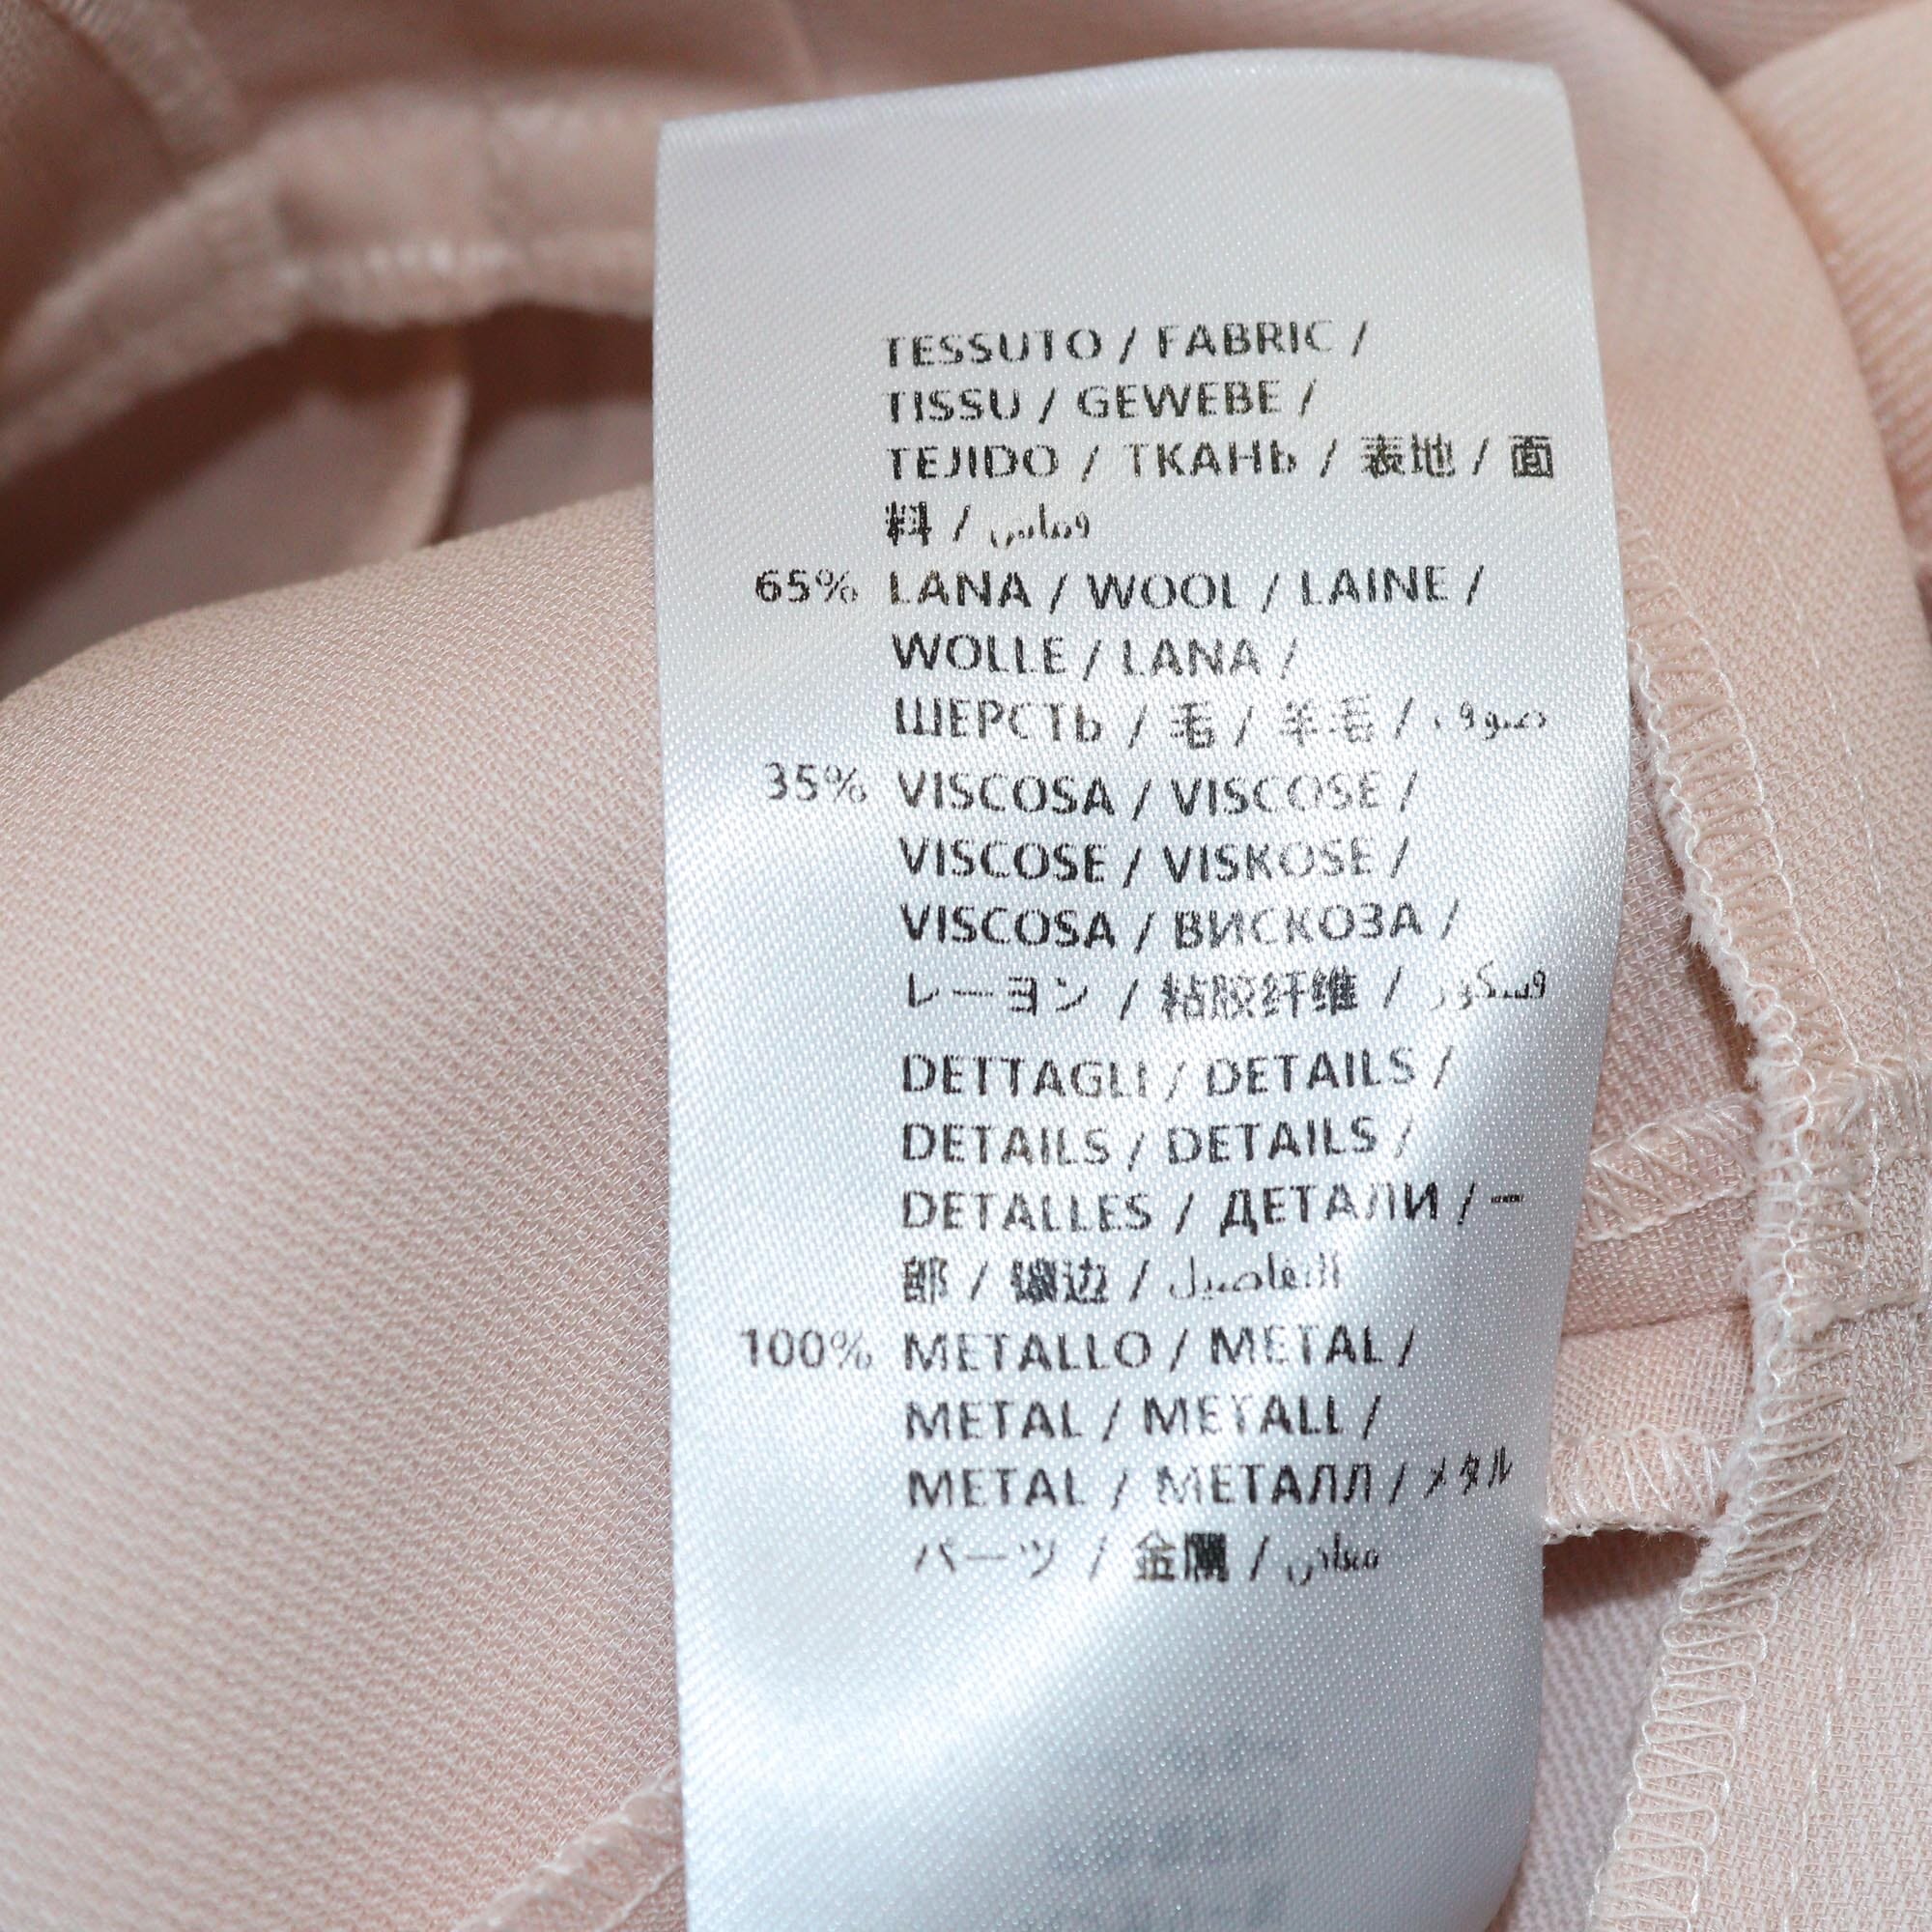 TESSUTO / FABRIC /
TISSU / GEWEBE /
TEJIDO / ТКАНЬ / 表地 / 面
料 / قماش
65% LANA / WOOL / LAINE /
WOLLE / LANA /
ШЕРСТЬ / 毛 / 羊毛 / صوف
35% VISCOSA / VISCOSE /
VISCOSE / VISKOSE /
VISCOSA / ВИСКОЗА /
レーヨン / 粘胶纤维 / فسكوز
DETTAGLI / DETAILS /
DETAILS / DETAILS /
DETALLES / ДЕТАЛИ / 一
部 / 镶边 / التفاصيل
100% METALLO / METAL /
METAL / METALL /
METAL / МЕТАЛЛ / メタル
パーツ / 金属 / معادن